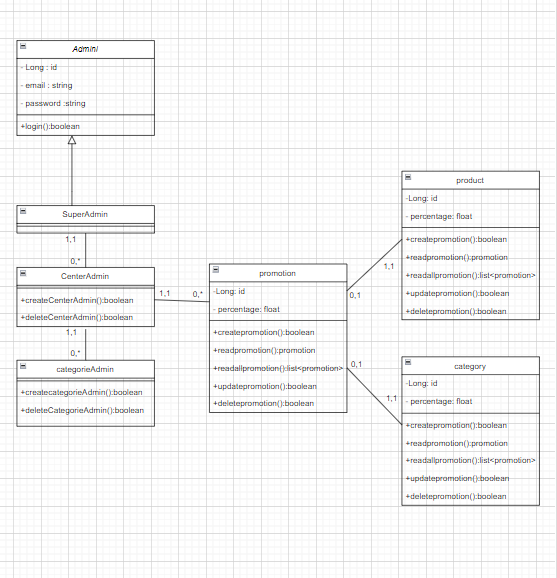 Admini
- Long : id
- email : string
- password :string
+login():boolean
SuperAdmin
1,1
0,*
CenterAdmin
+createCenterAdmin():boolean
+deleteCenterAdmin():boolean
1,1
0,*
1,1
0,*
categorieAdmin
+createcategorieAdmin():boolean
+deleteCategorieAdmin():boolean
promotion
-Long: id
- percentage: float
+createpromotion():boolean
+readpromotion():promotion
+readallpromotion():list<promotion>
+updatepromotion():boolean
+deletepromotion():boolean
0,1
1,1
0,1
1,1
product
-Long: id
- percentage: float
+createpromotion():boolean
+readpromotion():promotion
+readallpromotion():list<promotion>
+updatepromotion():boolean
+deletepromotion():boolean
category
-Long: id
- percentage: float
+createpromotion():boolean
+readpromotion():promotion
+readallpromotion():list<promotion>
+updatepromotion():boolean
+deletepromotion():boolean